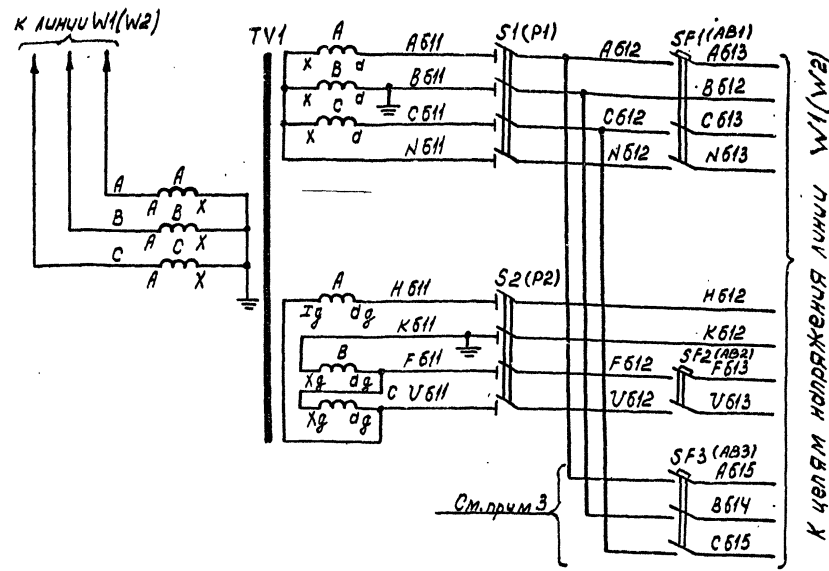 К линии W1(W2)
TV1
S1(P1)
SF1(AB1)
A
x d
A611
A612
A613
B
x d
B611
B612
C
x d
C611
C612
C613
N611
N612
N613
A
A
A X
B
B
A X
C
C
A X
S2(P2)
A
Xg dg
H611
H612
K611
K612
SF2(AB2)
B
Xg dg
F611
F612
F613
C
Xg dg
U611
U612
U613
SF3(AB3)
A615
См. прим 3
B614
C615
К цепям напряжения линии W1(W2)